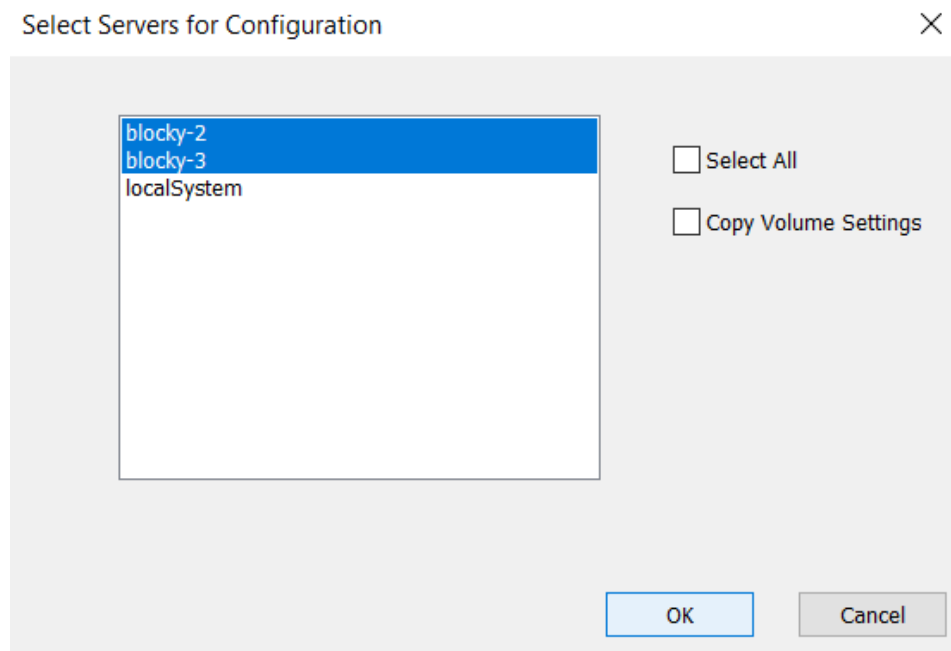 Select Servers for Configuration
blocky-2
blocky-3
localSystem
Select All
Copy Volume Settings
OK
Cancel